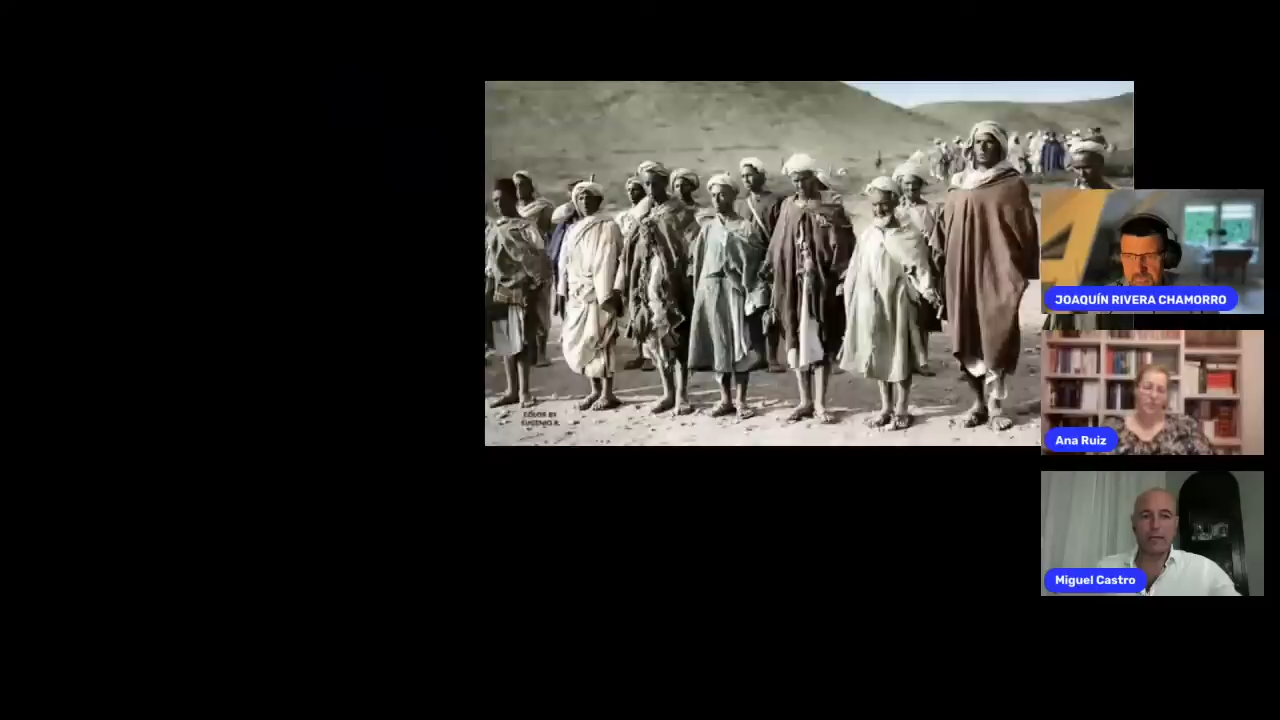 COLOR BY
EUGENIO R.
JOAQUÍN RIVERA CHAMORRO
Ana Ruiz
Miguel Castro